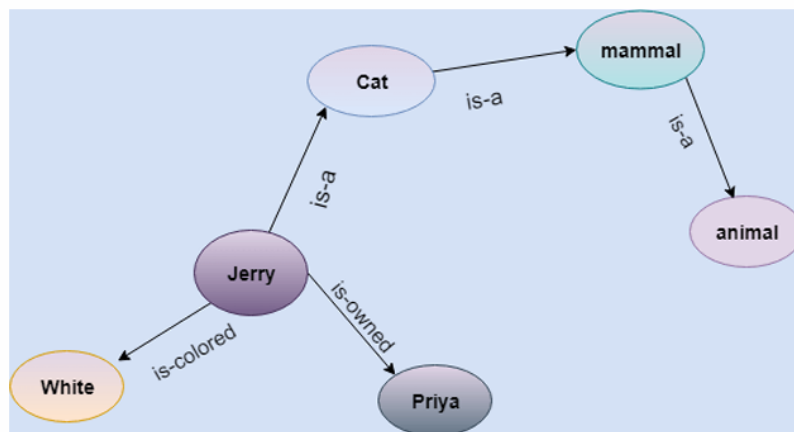 mammal
Cat
is-a
is-a
is-a
animal
Jerry
is-owned
is-colored
White
Priya